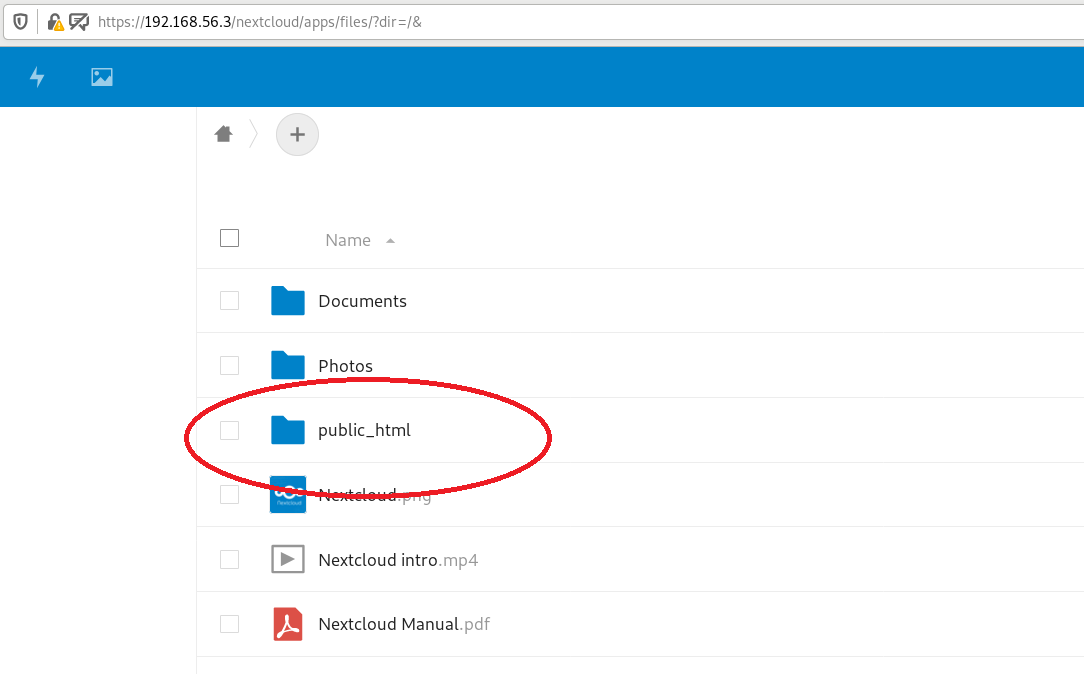 https://192.168.56.3/nextcloud/apps/files/?dir=/&
Name
Documents
Photos
public_html
Nextcloud.png
Nextcloud
Nextcloud intro.mp4
Nextcloud Manual.pdf